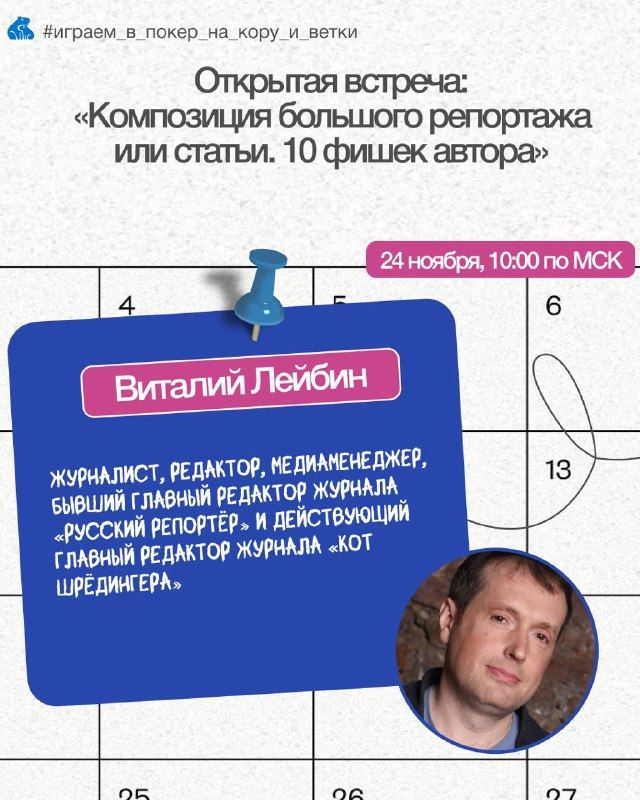 #играем_в_покер_на_кору_и_ветки
Открытая встреча:
«Композиция большого репортажа
или статьи. 10 фишек автора»
24 ноября, 10:00 по МСК
4
5
6
Виталий Лейбин
ЖУРНАЛИСТ, РЕДАКТОР, МЕДИАМЕНЕДЖЕР,
БЫВШИЙ ГЛАВНЫЙ РЕДАКТОР ЖУРНАЛА
«РУССКИЙ РЕПОРТЁР» И ДЕЙСТВУЮЩИЙ
ГЛАВНЫЙ РЕДАКТОР ЖУРНАЛА «КОТ
ШРЁДИНГЕРА»
13
25
26
27